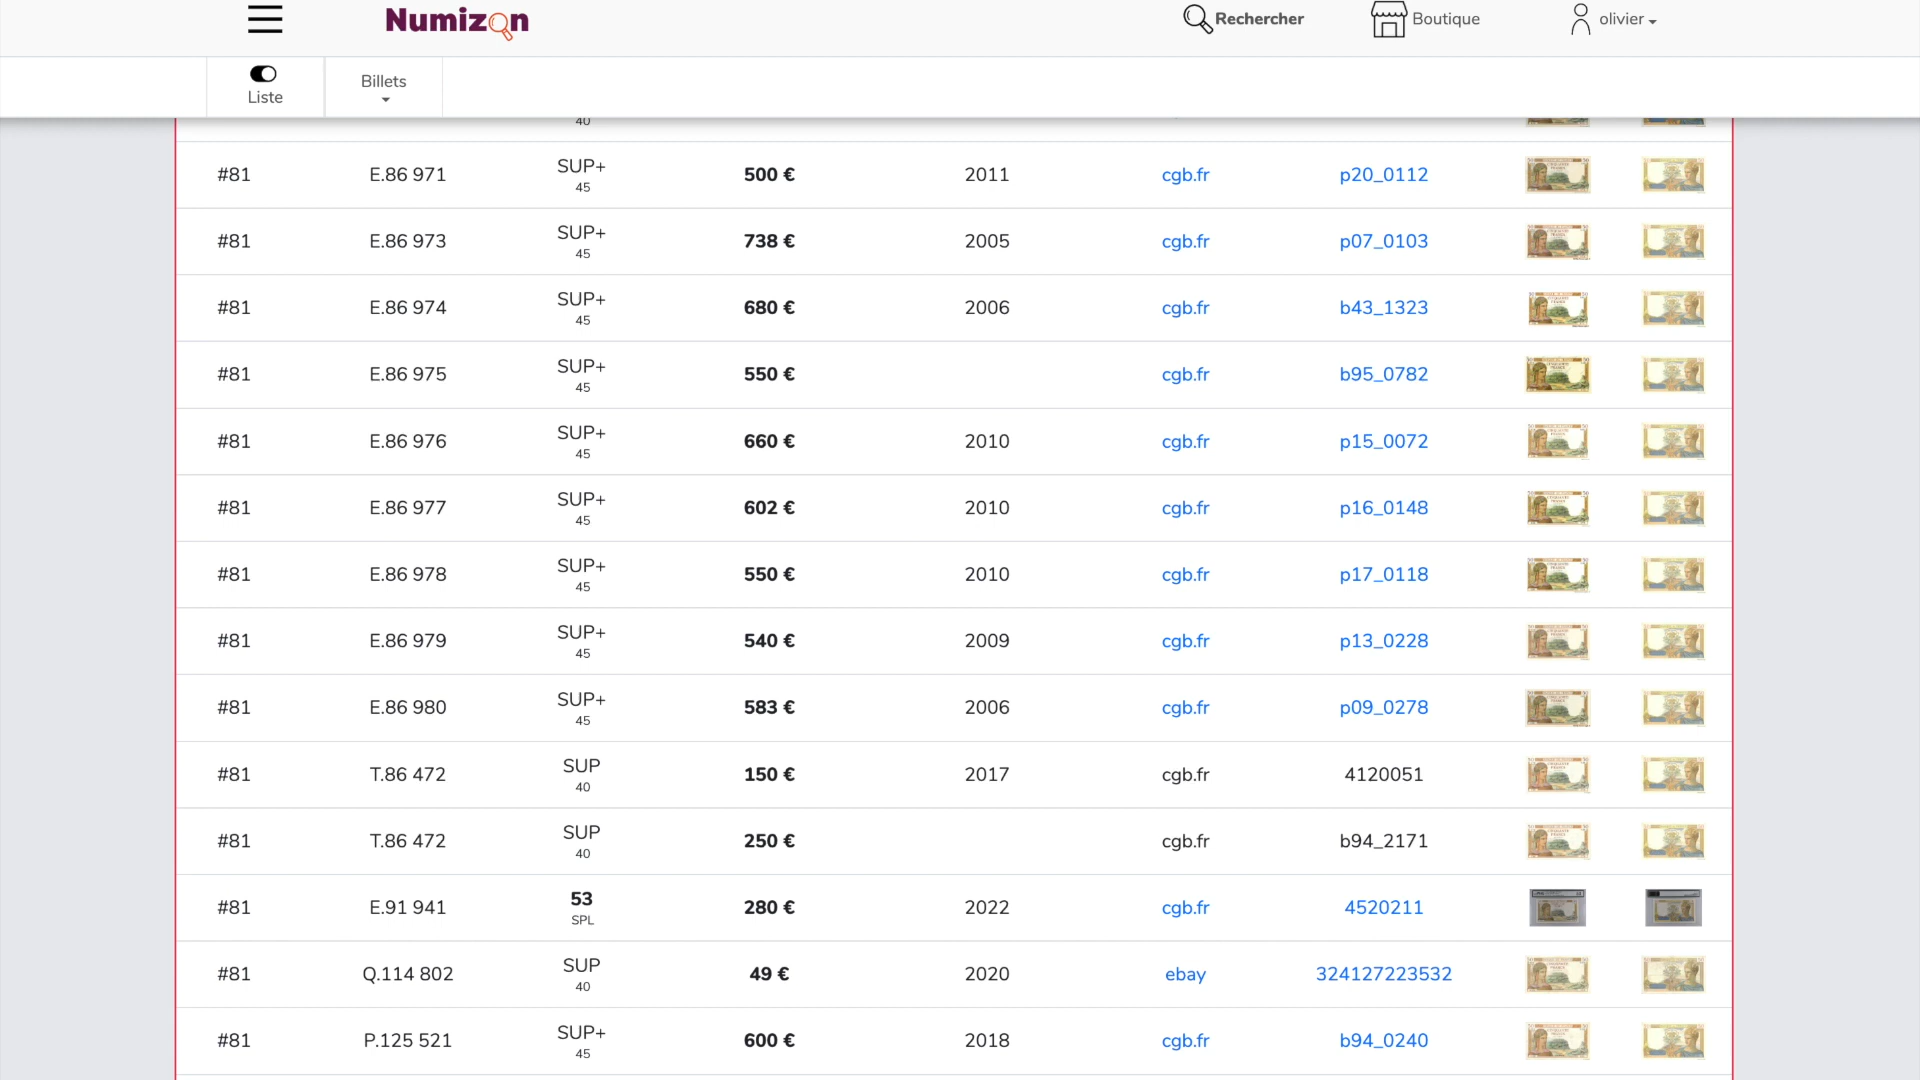 Numizon
Rechercher
Boutique
olivier
Liste
Billets
40
#81 E.86 971 SUP+ 45 500 € 2011 cgb.fr p20_0112
#81 E.86 973 SUP+ 45 738 € 2005 cgb.fr p07_0103
#81 E.86 974 SUP+ 45 680 € 2006 cgb.fr b43_1323
#81 E.86 975 SUP+ 45 550 € cgb.fr b95_0782
#81 E.86 976 SUP+ 45 660 € 2010 cgb.fr p15_0072
#81 E.86 977 SUP+ 45 602 € 2010 cgb.fr p16_0148
#81 E.86 978 SUP+ 45 550 € 2010 cgb.fr p17_0118
#81 E.86 979 SUP+ 45 540 € 2009 cgb.fr p13_0228
#81 E.86 980 SUP+ 45 583 € 2006 cgb.fr p09_0278
#81 T.86 472 SUP 40 150 € 2017 cgb.fr 4120051
#81 T.86 472 SUP 40 250 € cgb.fr b94_2171
#81 E.91 941 53 SPL 280 € 2022 cgb.fr 4520211
#81 Q.114 802 SUP 40 49 € 2020 ebay 324127223532
#81 P.125 521 SUP+ 45 600 € 2018 cgb.fr b94_0240